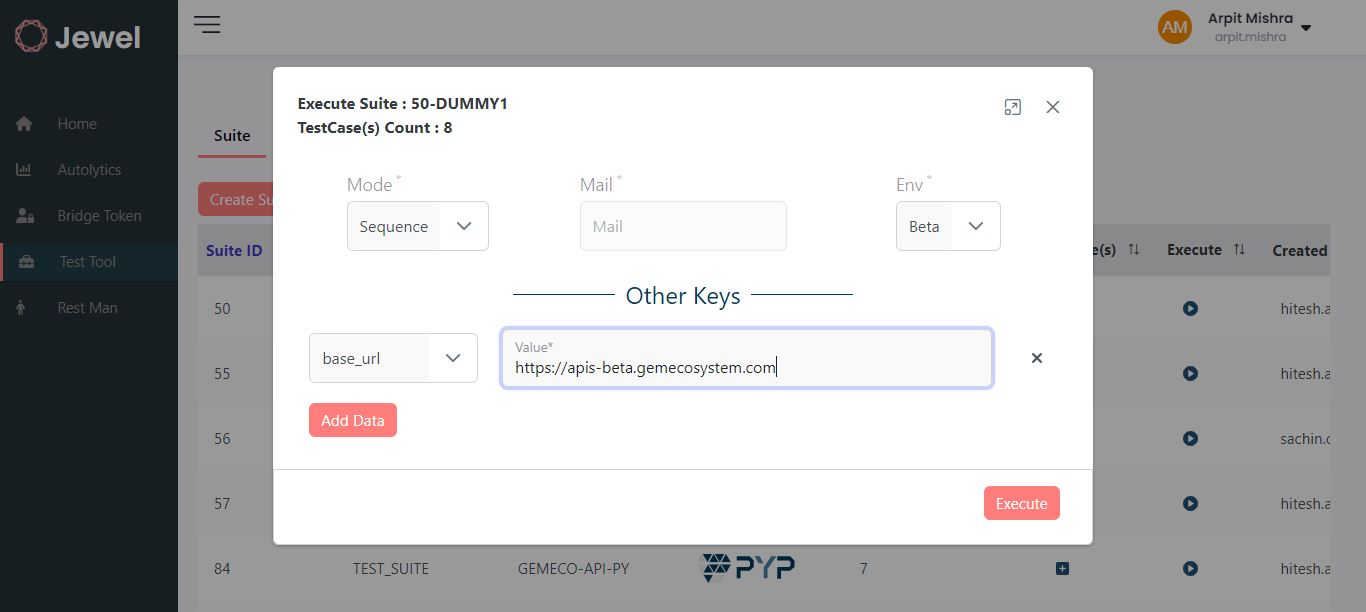 Jewel
AM
Arpit Mishra
arpit.mishra
Home
Autolytics
Bridge Token
Test Tool
Rest Man
Suite
Create Su
Suite ID
e(s)
Execute
Created
50
hitesh.a
55
hitesh.a
56
sachin.c
57
hitesh.a
84
TEST_SUITE
GEMECO-API-PY
PYP
7
hitesh.a
Execute Suite : 50-DUMMY1
TestCase(s) Count : 8
Mode *
Mail *
Env *
Sequence
Mail
Beta
Other Keys
base_url
Value*
https://apis-beta.gemecosystem.com
Add Data
Execute